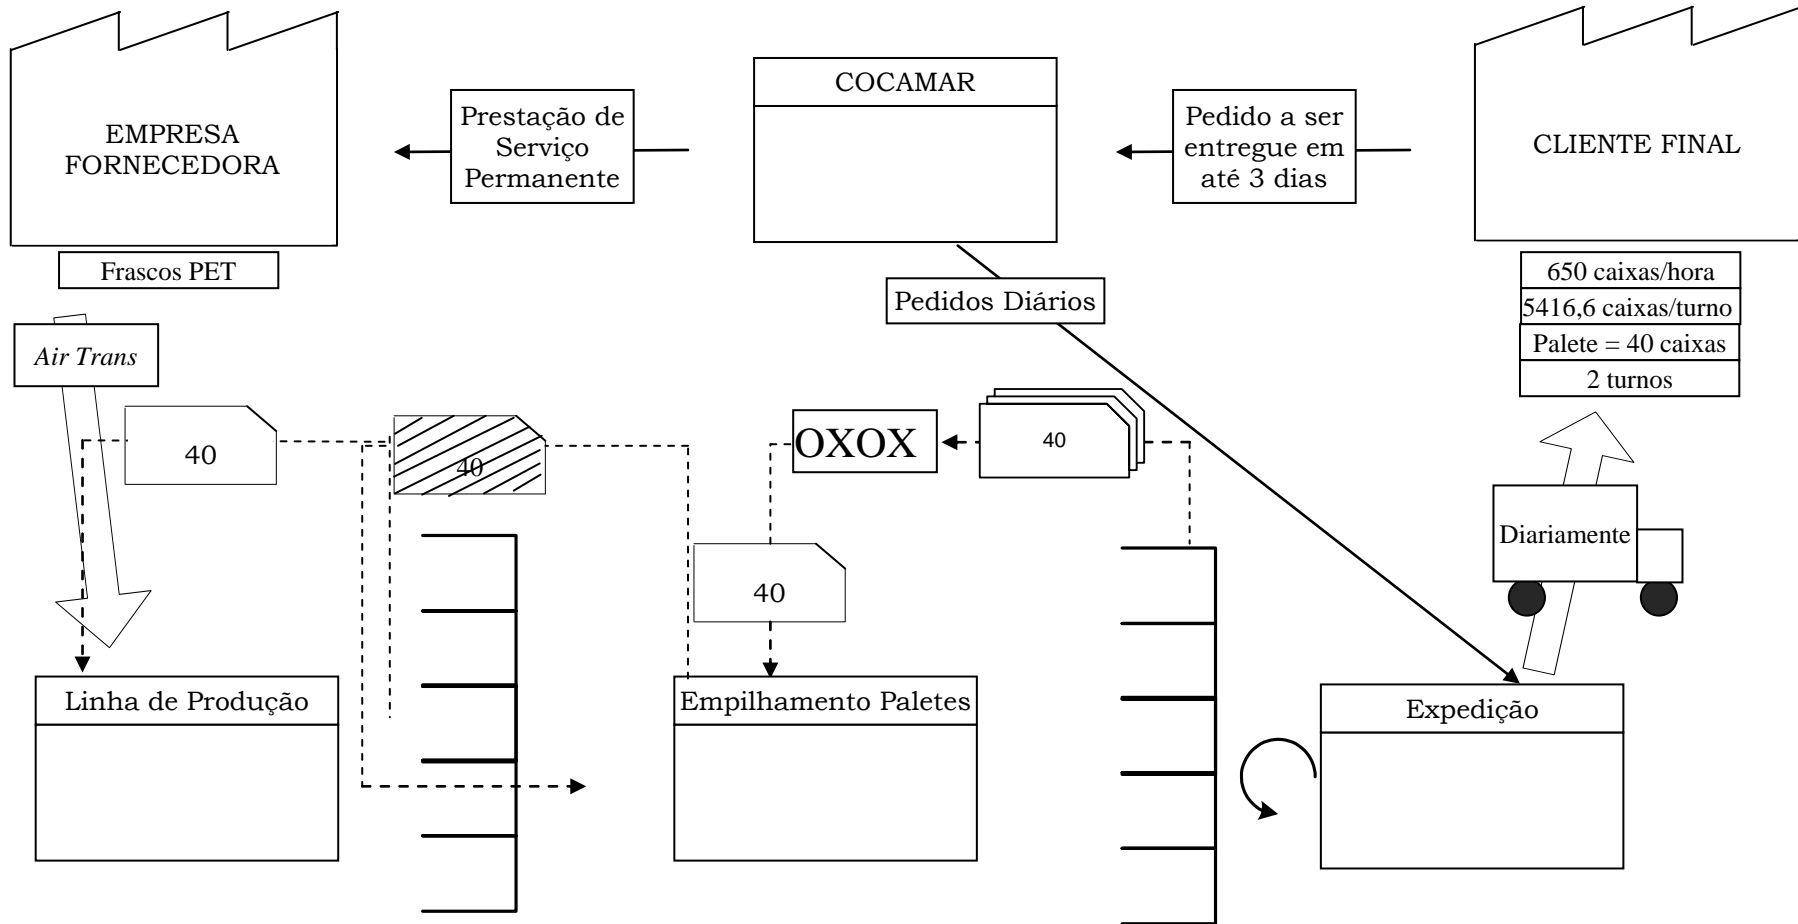 EMPRESA
FORNECEDORA
Frascos PET
Prestação de
Serviço
Permanente
COCAMAR
Pedido a ser
entregue em
até 3 dias
CLIENTE FINAL
650 caixas/hora
5416,6 caixas/turno
Palete = 40 caixas
2 turnos
Pedidos Diários
Air Trans
40
40
OXOX
40
40
Diariamente
Linha de Produção
Empilhamento Paletes
Expedição